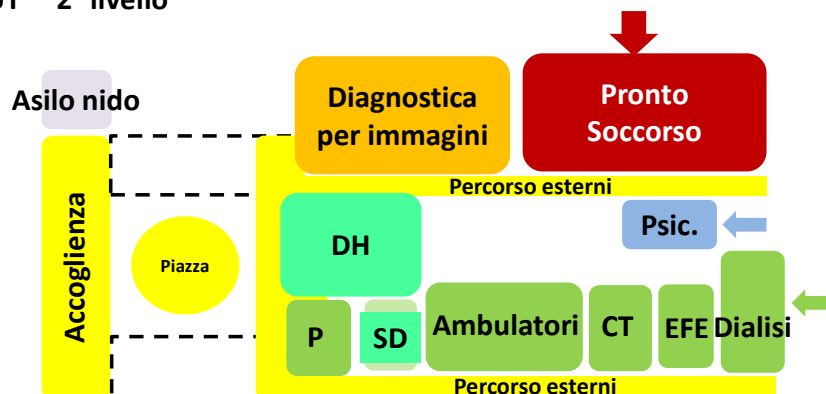 2° livello
Asilo nido
Diagnostica
per immagini
Pronto
Soccorso
Percorso esterni
Accoglienza
Piazza
DH
Psic.
P
SD
Ambulatori
CT
EFE
Dialisi
Percorso esterni